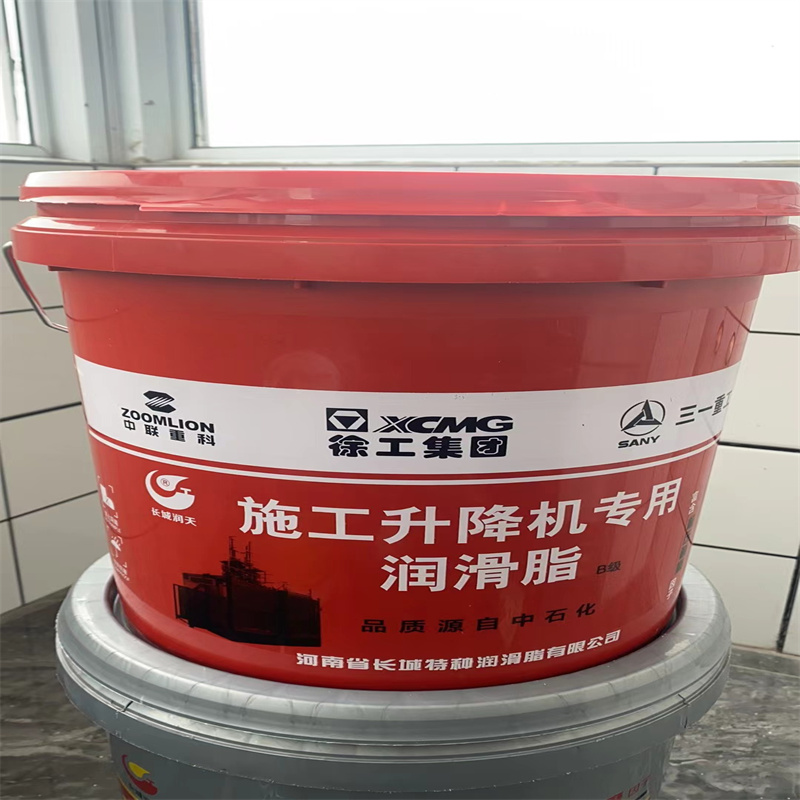 ZOOMLION
中联重科
XCMG
徐工集团
SANY
三一重工
®
长城润天
施工升降机专用
润滑脂 B级
品质源自中石化
河南省长城特种润滑脂有限公司